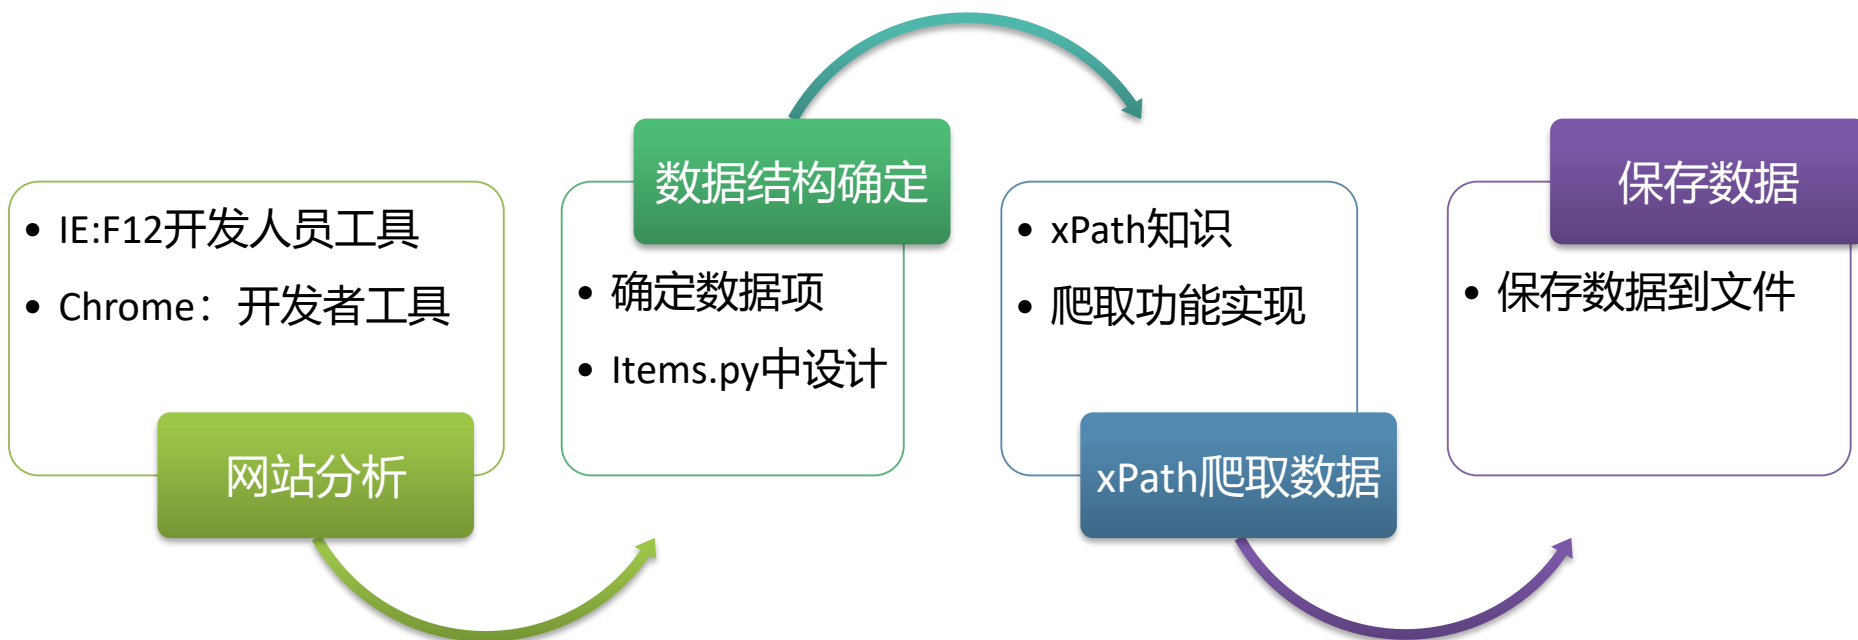 IE:F12开发人员工具
Chrome：开发者工具
网站分析
数据结构确定
确定数据项
Items.py中设计
xPath知识
爬取功能实现
xPath爬取数据
保存数据
保存数据到文件